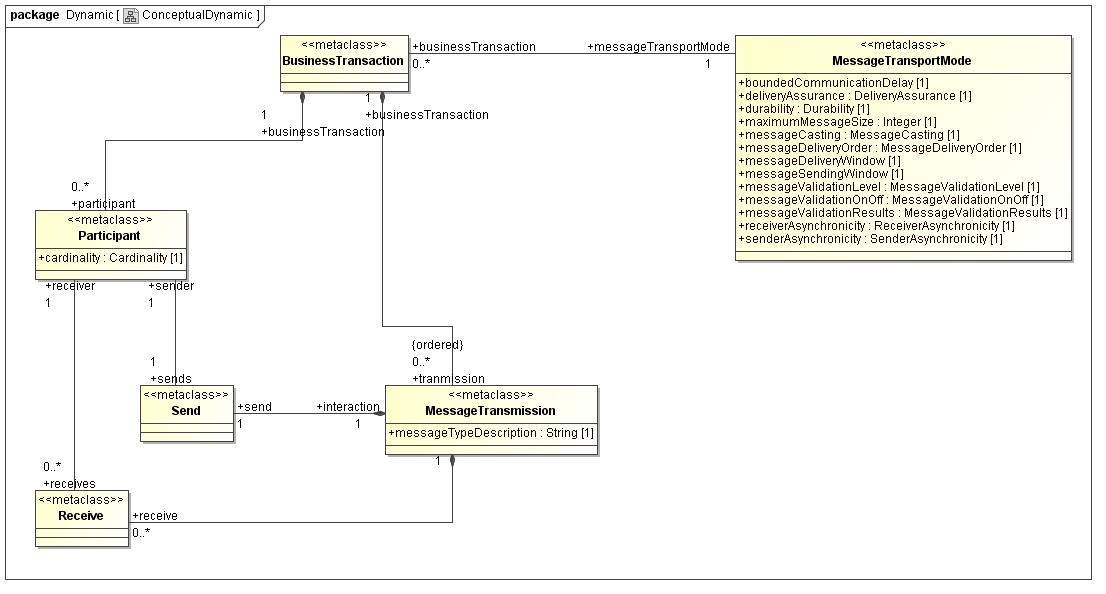 package Dynamic [ ConceptualDynamic ]
<<metaclass>>
BusinessTransaction
+businessTransaction
0..*
+messageTransportMode
1
<<metaclass>>
MessageTransportMode
+boundedCommunicationDelay [1]
+deliveryAssurance : DeliveryAssurance [1]
+durability : Durability [1]
+maximumMessageSize : Integer [1]
+messageCasting : MessageCasting [1]
+messageDeliveryOrder : MessageDeliveryOrder [1]
+messageDeliveryWindow [1]
+messageSendingWindow [1]
+messageValidationLevel : MessageValidationLevel [1]
+messageValidationOnOff : MessageValidationOnOff [1]
+messageValidationResults : MessageValidationResults [1]
+receiverAsynchronicity : ReceiverAsynchronicity [1]
+senderAsynchronicity : SenderAsynchronicity [1]
1
+businessTransaction
1
+businessTransaction
0..*
+participant
<<metaclass>>
Participant
+cardinality : Cardinality [1]
+receiver
1
+sender
1
1
+sends
{ordered}
0..*
+tranmission
<<metaclass>>
Send
+send
1
+interaction
1
<<metaclass>>
MessageTransmission
+messageTypeDescription : String [1]
1
0..*
+receives
<<metaclass>>
Receive
+receive
0..*